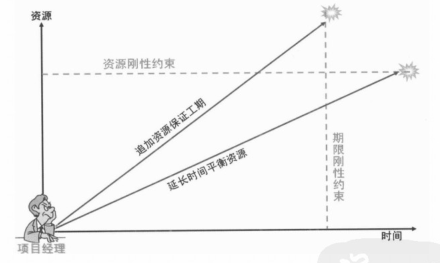 资源
资源刚性约束
追加资源保证工期
延长时间平衡资源
期限刚性约束
时间
项目经理